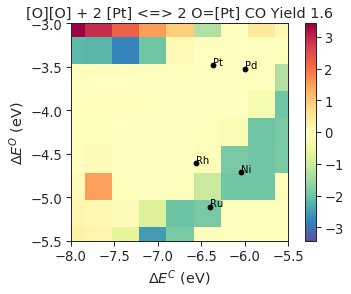 [O][O] + 2 [Pt] <=> 2 O=[Pt] CO Yield 1.6
−3.0
−3.5
−4.0
−4.5
−5.0
−5.5
ΔE^O (eV)
Pt
Pd
Rh
Ni
Ru
3
2
1
0
−1
−2
−3
−8.0 −7.5 −7.0 −6.5 −6.0 −5.5
ΔE^C (eV)